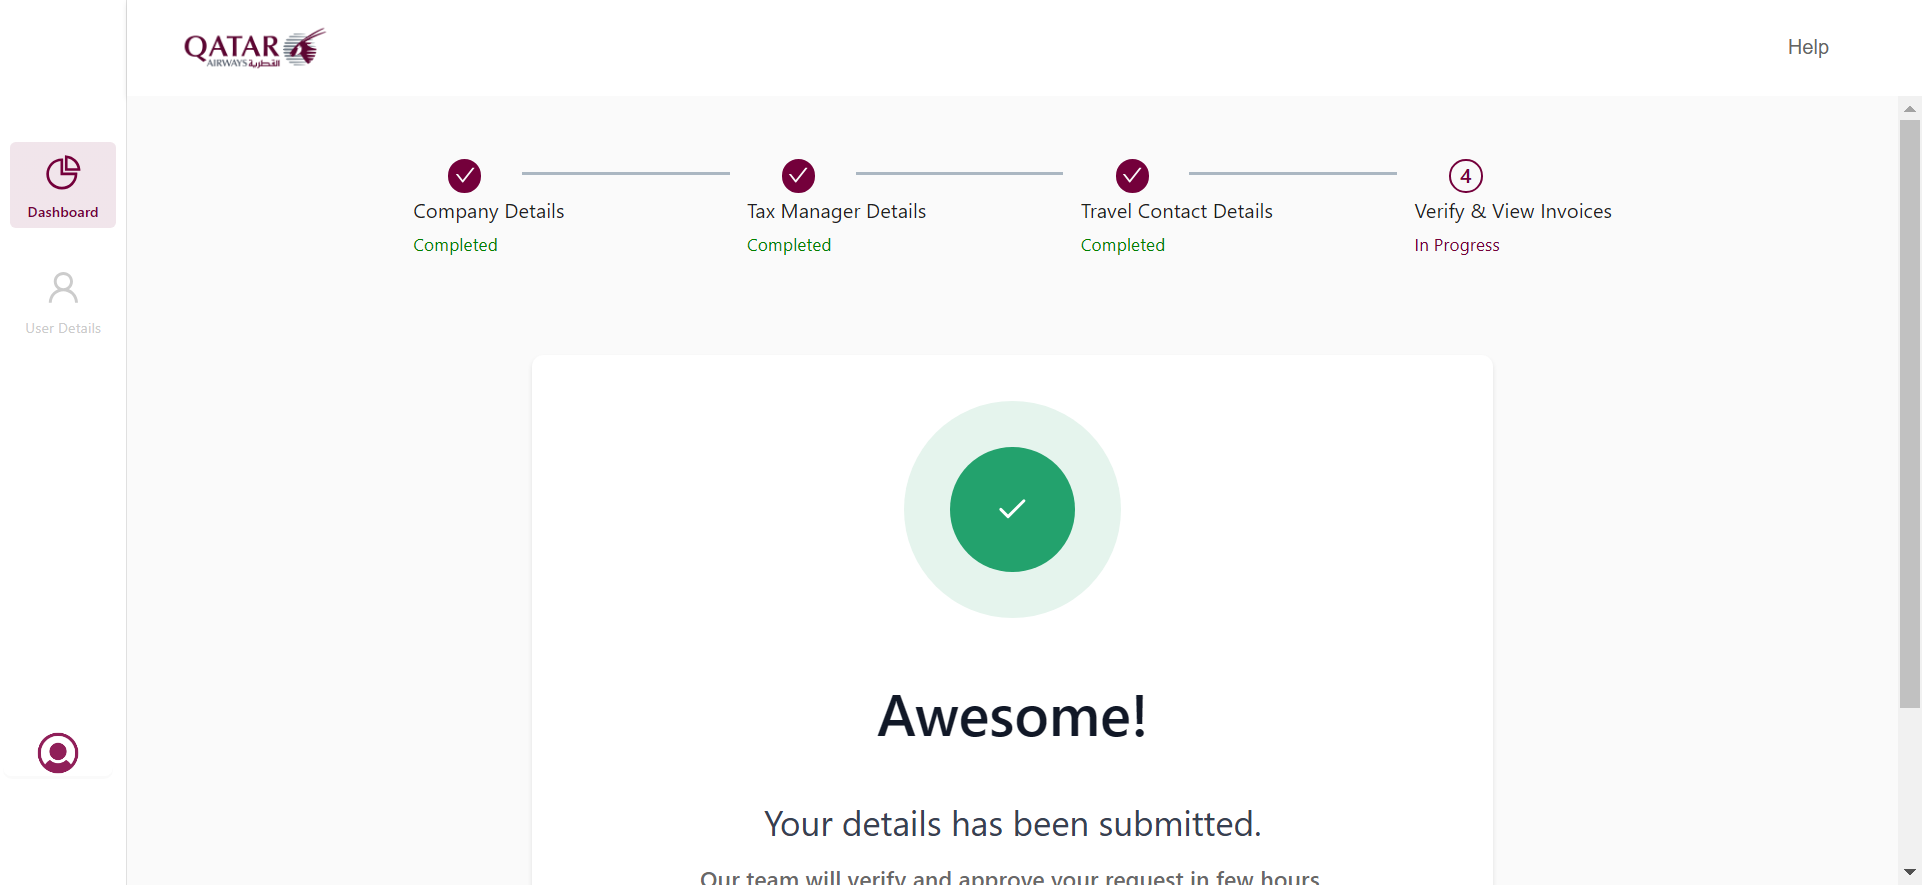 QATAR
AIRWAYS القطرية
Help
Dashboard
User Details
Company Details
Completed
Tax Manager Details
Completed
Travel Contact Details
Completed
4
Verify & View Invoices
In Progress
Awesome!
Your details has been submitted.
Our team will verify and approve your request in few hours